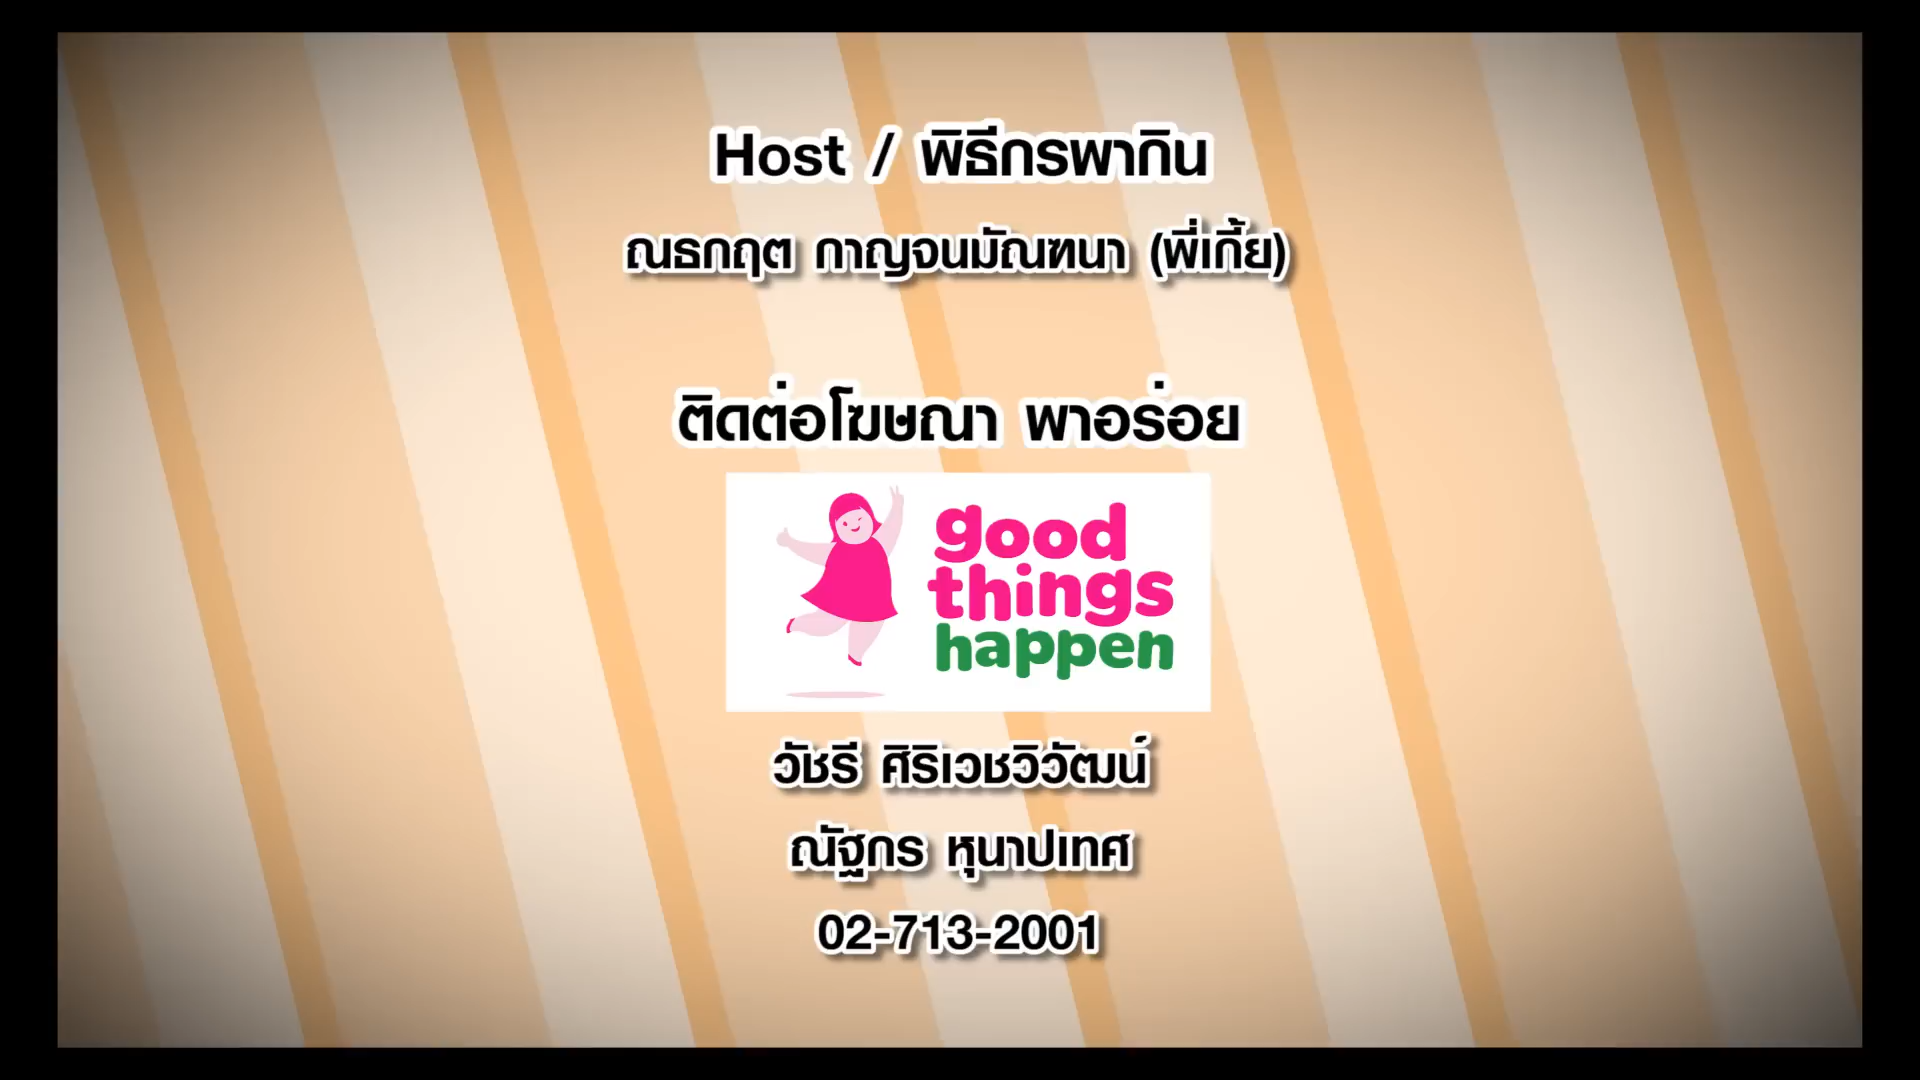 Host / พิธีกรพากิน
ณธกฤต กาญจนมัณฑนา (พี่เกี้ย)
ติดต่อโฆษณา พาอร่อย
good
things
happen
วัชรี ศิริเวชวิวัฒน์
ณัฐกร หุนาปเทศ
02-713-2001